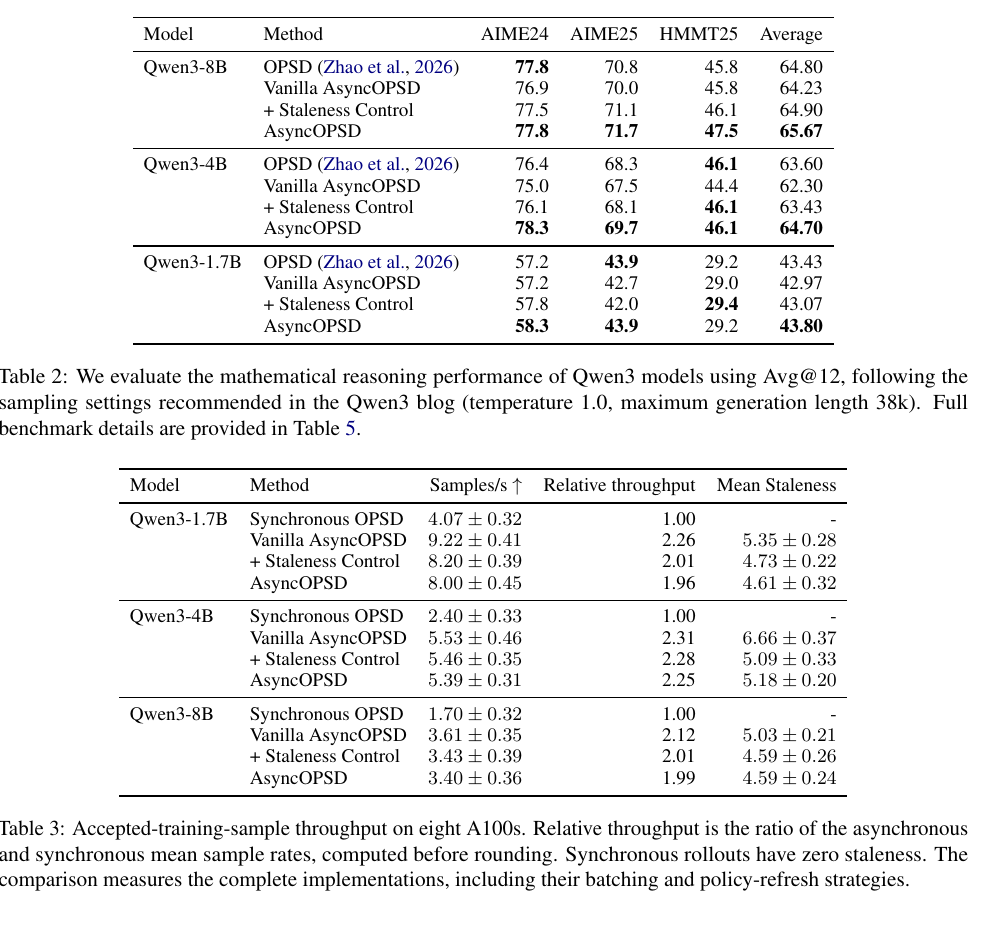 Model Method AIME24 AIME25 HMMT25 Average
Qwen3-8B OPSD (Zhao et al., 2026) 77.8 70.8 45.8 64.80
Vanilla AsyncOPSD 76.9 70.0 45.8 64.23
+ Staleness Control 77.5 71.1 46.1 64.90
AsyncOPSD 77.8 71.7 47.5 65.67
Qwen3-4B OPSD (Zhao et al., 2026) 76.4 68.3 46.1 63.60
Vanilla AsyncOPSD 75.0 67.5 44.4 62.30
+ Staleness Control 76.1 68.1 46.1 63.43
AsyncOPSD 78.3 69.7 46.1 64.70
Qwen3-1.7B OPSD (Zhao et al., 2026) 57.2 43.9 29.2 43.43
Vanilla AsyncOPSD 57.2 42.7 29.0 42.97
+ Staleness Control 57.8 42.0 29.4 43.07
AsyncOPSD 58.3 43.9 29.2 43.80
Table 2: We evaluate the mathematical reasoning performance of Qwen3 models using Avg@12, following the
sampling settings recommended in the Qwen3 blog (temperature 1.0, maximum generation length 38k). Full
benchmark details are provided in Table 5.
Model Method Samples/s ↑ Relative throughput Mean Staleness
Qwen3-1.7B Synchronous OPSD 4.07 ± 0.32 1.00 -
Vanilla AsyncOPSD 9.22 ± 0.41 2.26 5.35 ± 0.28
+ Staleness Control 8.20 ± 0.39 2.01 4.73 ± 0.22
AsyncOPSD 8.00 ± 0.45 1.96 4.61 ± 0.32
Qwen3-4B Synchronous OPSD 2.40 ± 0.33 1.00 -
Vanilla AsyncOPSD 5.53 ± 0.46 2.31 6.66 ± 0.37
+ Staleness Control 5.46 ± 0.35 2.28 5.09 ± 0.33
AsyncOPSD 5.39 ± 0.31 2.25 5.18 ± 0.20
Qwen3-8B Synchronous OPSD 1.70 ± 0.32 1.00 -
Vanilla AsyncOPSD 3.61 ± 0.35 2.12 5.03 ± 0.21
+ Staleness Control 3.43 ± 0.39 2.01 4.59 ± 0.26
AsyncOPSD 3.40 ± 0.36 1.99 4.59 ± 0.24
Table 3: Accepted-training-sample throughput on eight A100s. Relative throughput is the ratio of the asynchronous
and synchronous mean sample rates, computed before rounding. Synchronous rollouts have zero staleness. The
comparison measures the complete implementations, including their batching and policy-refresh strategies.